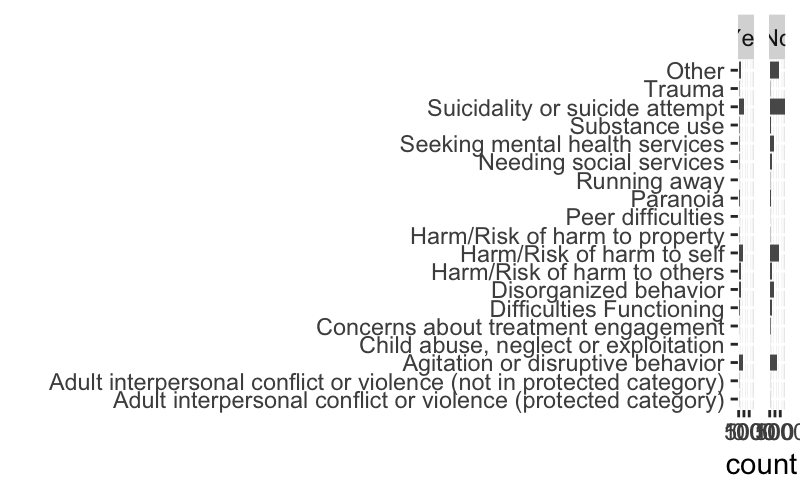 Ye No
Other
Trauma
Suicidality or suicide attempt
Substance use
Seeking mental health services
Needing social services
Running away
Paranoia
Peer difficulties
Harm/Risk of harm to property
Harm/Risk of harm to self
Harm/Risk of harm to others
Disorganized behavior
Difficulties Functioning
Concerns about treatment engagement
Child abuse, neglect or exploitation
Agitation or disruptive behavior
Adult interpersonal conflict or violence (not in protected category)
Adult interpersonal conflict or violence (protected category)
count